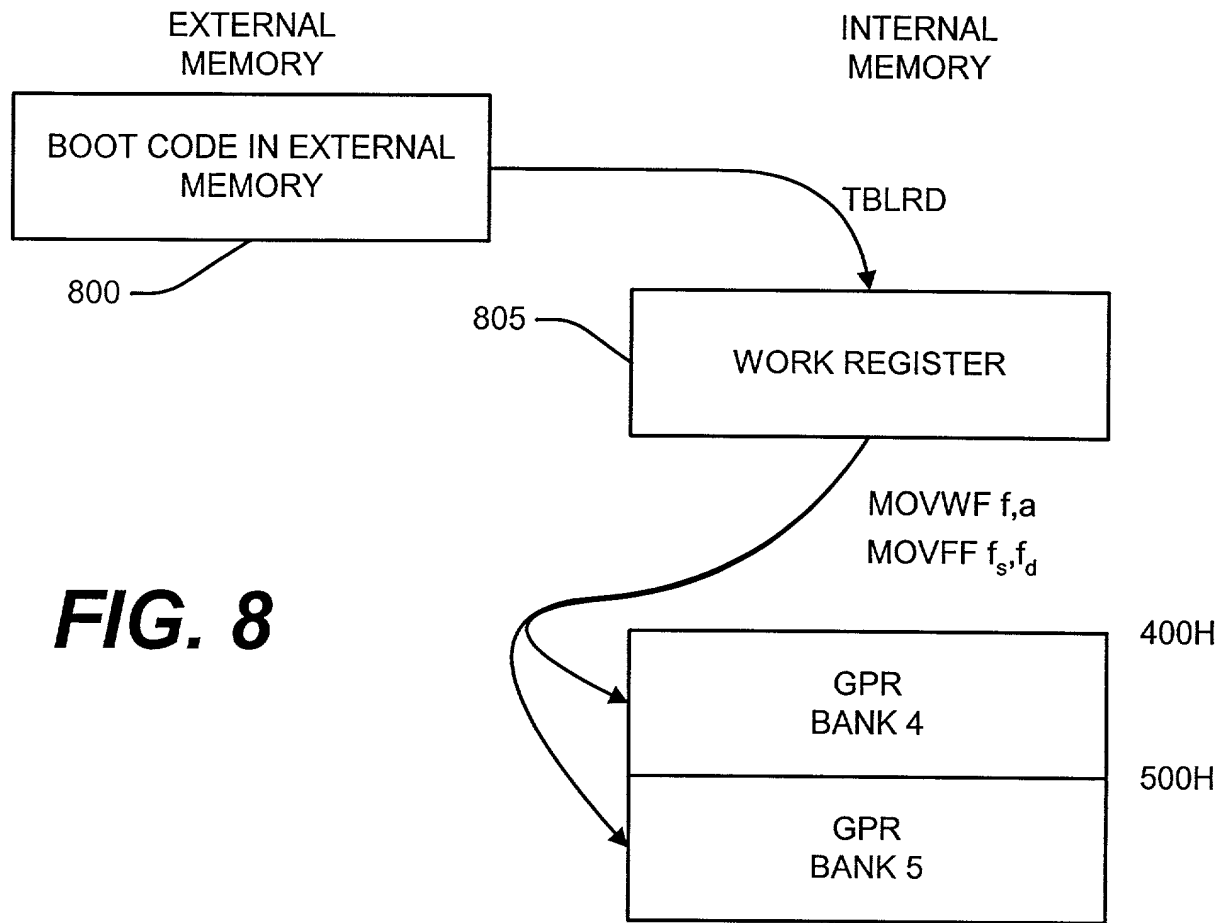 EXTERNAL
MEMORY
INTERNAL
MEMORY
BOOT CODE IN EXTERNAL
MEMORY
TBLRD
800
805
WORK REGISTER
MOVWF f,a
MOVFF fs,fd
FIG. 8
400H
GPR
BANK 4
500H
GPR
BANK 5